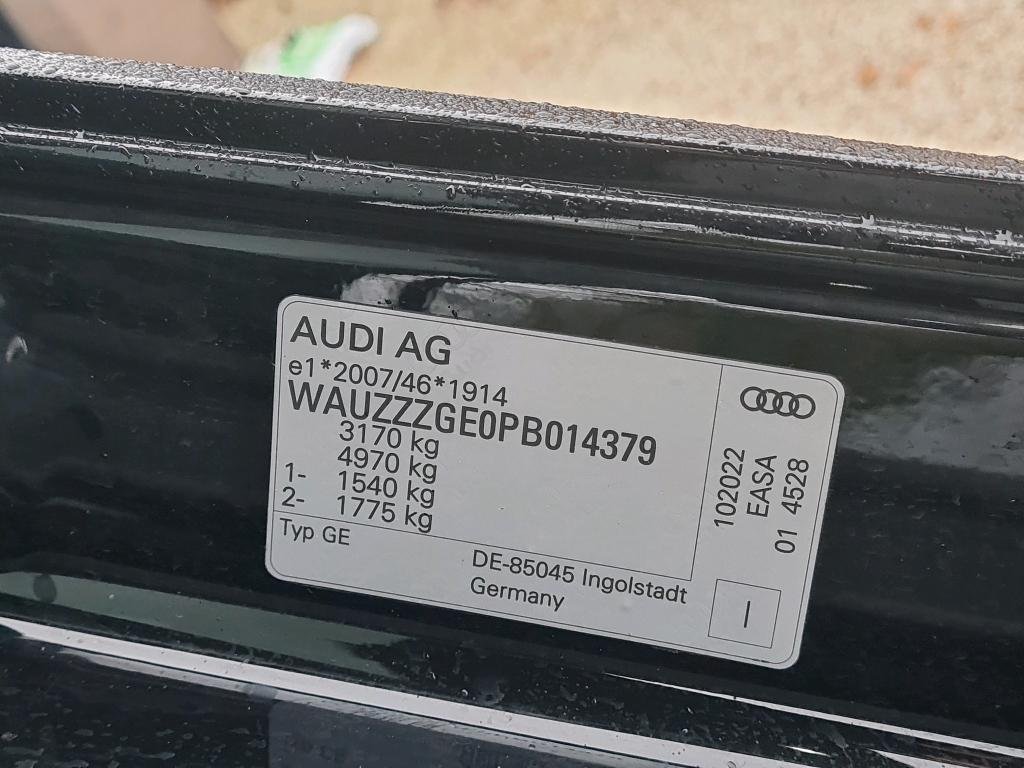 AUDI AG
e1*2007/46*1914
WAUZZZGE0PB014379
3170 kg
4970 kg
1- 1540 kg
2- 1775 kg
Typ GE
DE-85045 Ingolstadt
Germany
102022
EASA
01 4528
I